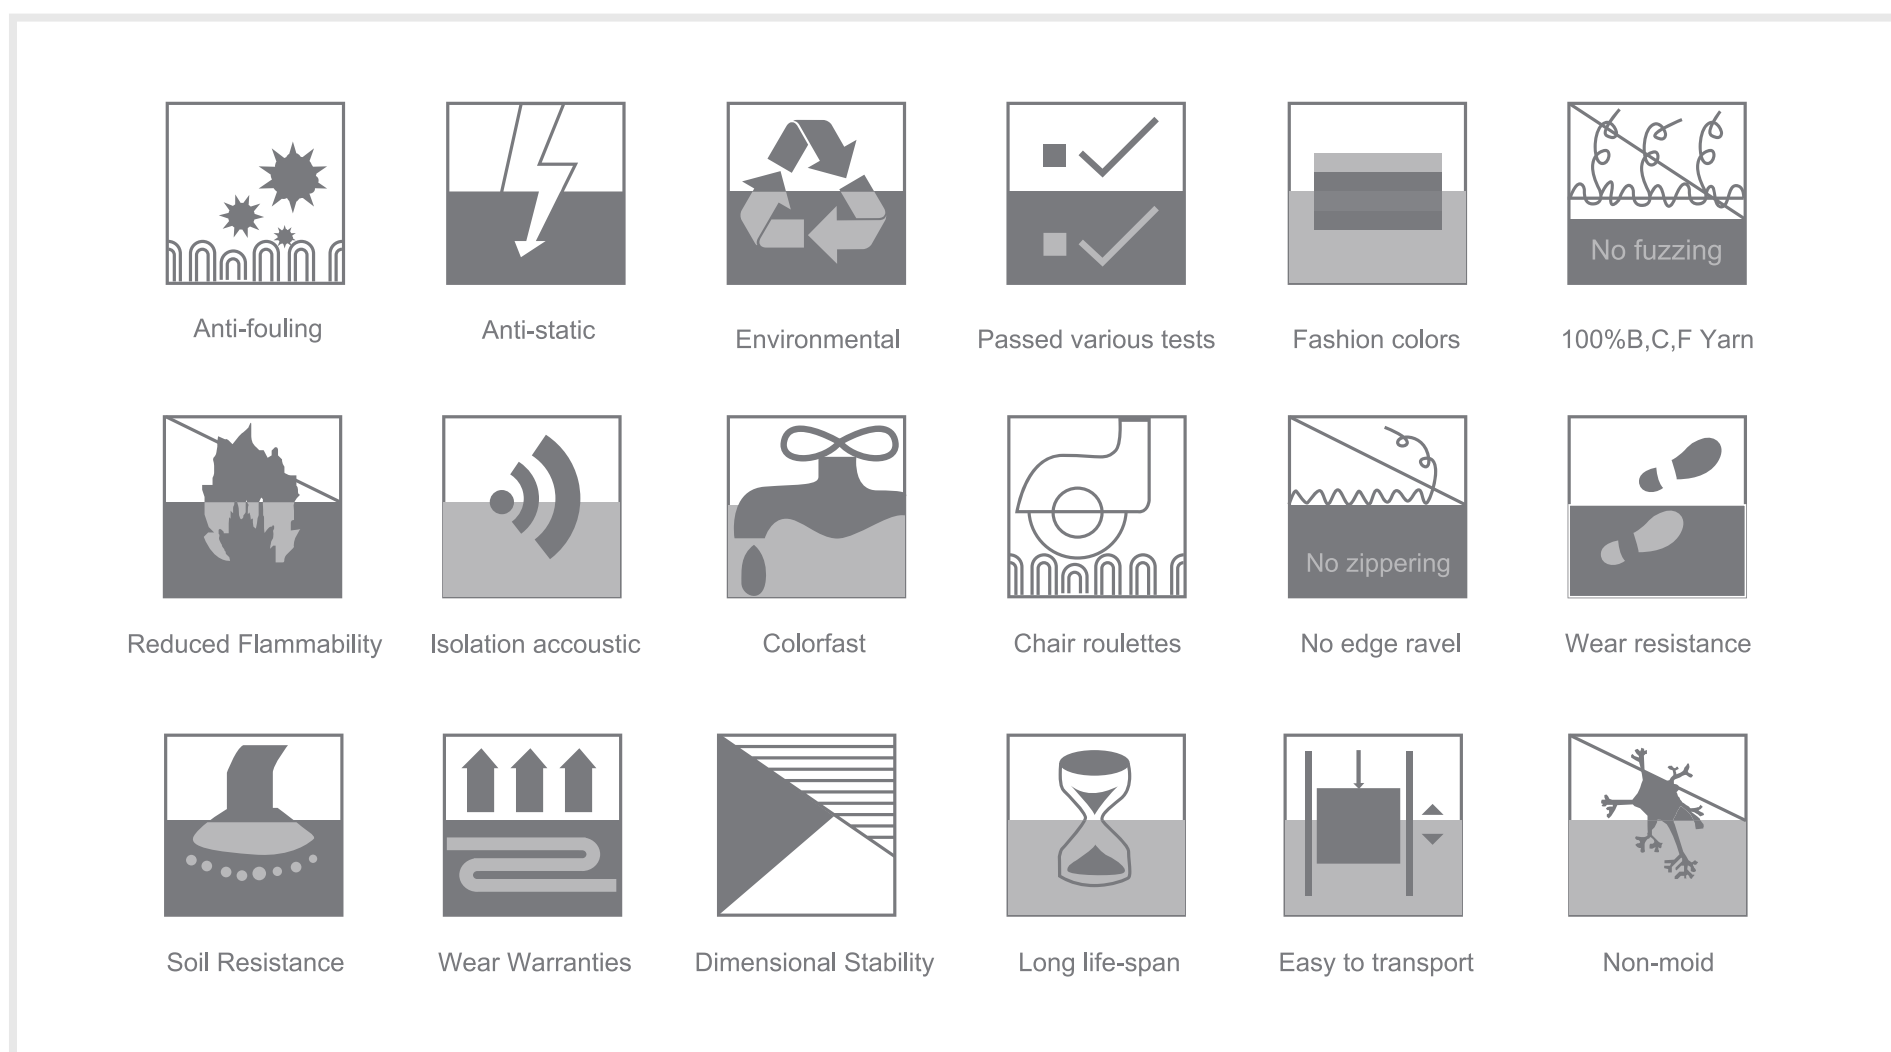 No fuzzing
Anti-fouling
Anti-static
Environmental
Passed various tests
Fashion colors
100%B,C,F Yarn
No zippering
Reduced Flammability
Isolation accoustic
Colorfast
Chair roulettes
No edge ravel
Wear resistance
Soil Resistance
Wear Warranties
Dimensional Stability
Long life-span
Easy to transport
Non-moid